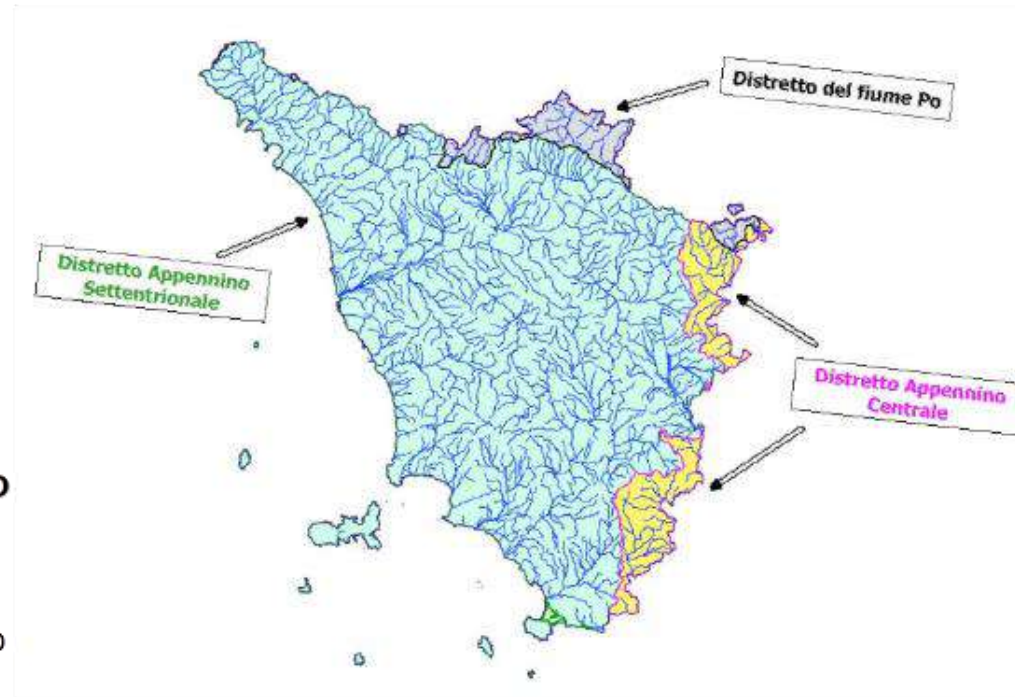 Distretto del fiume Po
Distretto Appennino
Settentrionale
Distretto Appennino
Centrale